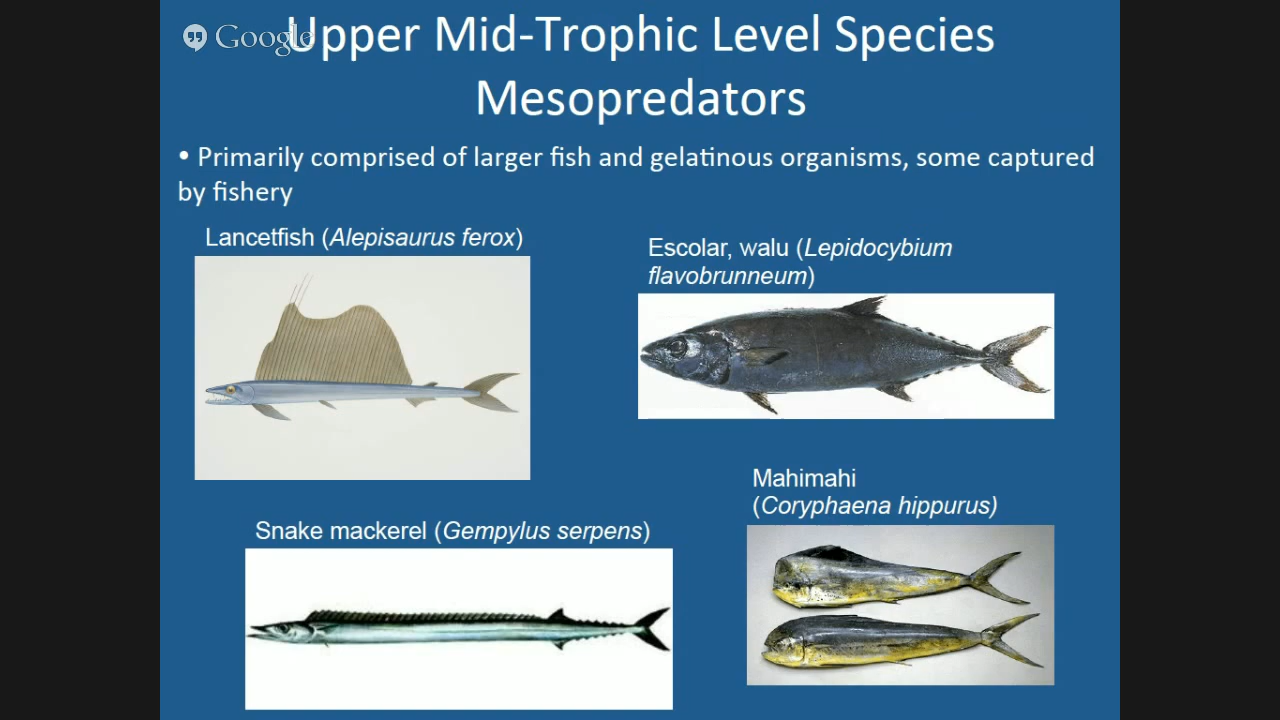 Google
Upper Mid-Trophic Level Species
Mesopredators
• Primarily comprised of larger fish and gelatinous organisms, some captured
by fishery
Lancetfish (Alepisaurus ferox)
Escolar, walu (Lepidocybium
flavobrunneum)
Mahimahi
(Coryphaena hippurus)
Snake mackerel (Gempylus serpens)